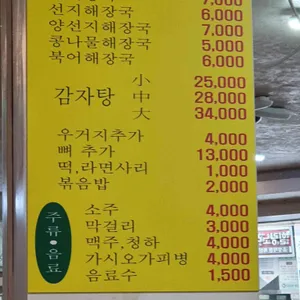 7,000
선지해장국 6,000
양선지해장국 7,000
콩나물해장국 5,000
북어해장국 6,000
小 25,000
감자탕 中 28,000
大 34,000
우거지추가 4,000
뼈 추가 13,000
떡,라면사리 1,000
볶음밥 2,000
주류·음료
소주 4,000
막걸리 3,000
맥주,청하 4,000
가시오가피병 4,000
음료수 1,500